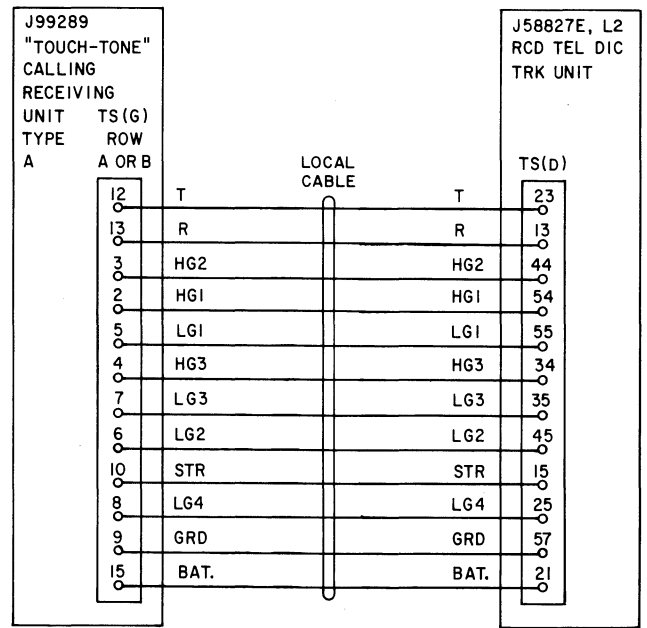 J99289
"TOUCH-TONE"
CALLING
RECEIVING
UNIT TS(G)
TYPE ROW
A A OR B
J58827E, L2
RCD TEL DIC
TRK UNIT
LOCAL
CABLE
TS(D)
12 T T 23
13 R R 13
3 HG2 HG2 44
2 HG1 HG1 54
5 LG1 LG1 55
4 HG3 HG3 34
7 LG3 LG3 35
6 LG2 LG2 45
10 STR STR 15
8 LG4 LG4 25
9 GRD GRD 57
15 BAT. BAT. 21